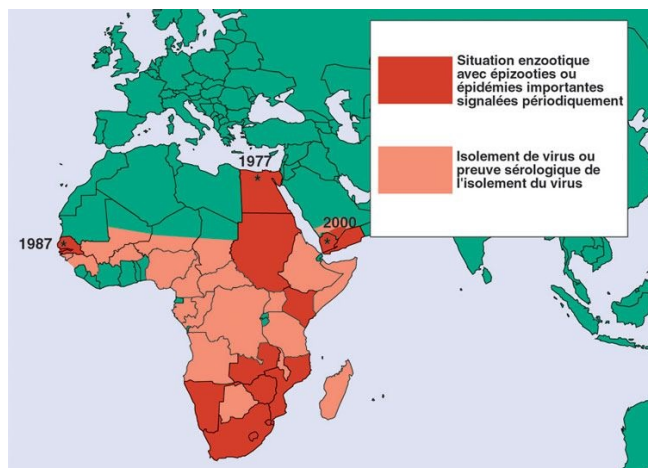 Situation enzootique
avec épizooties ou
épidémies importantes
signalées périodiquement
Isolement de virus ou
preuve sérologique de
l'isolement du virus
1977
2000
1987